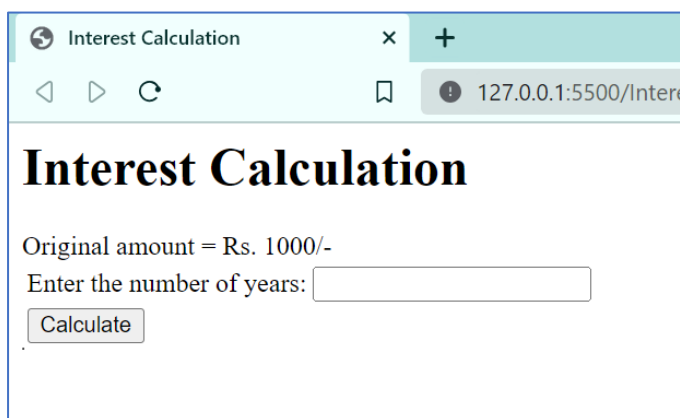 Interest Calculation
127.0.0.1:5500/Intere
Interest Calculation
Original amount = Rs. 1000/-
Enter the number of years:
Calculate
.